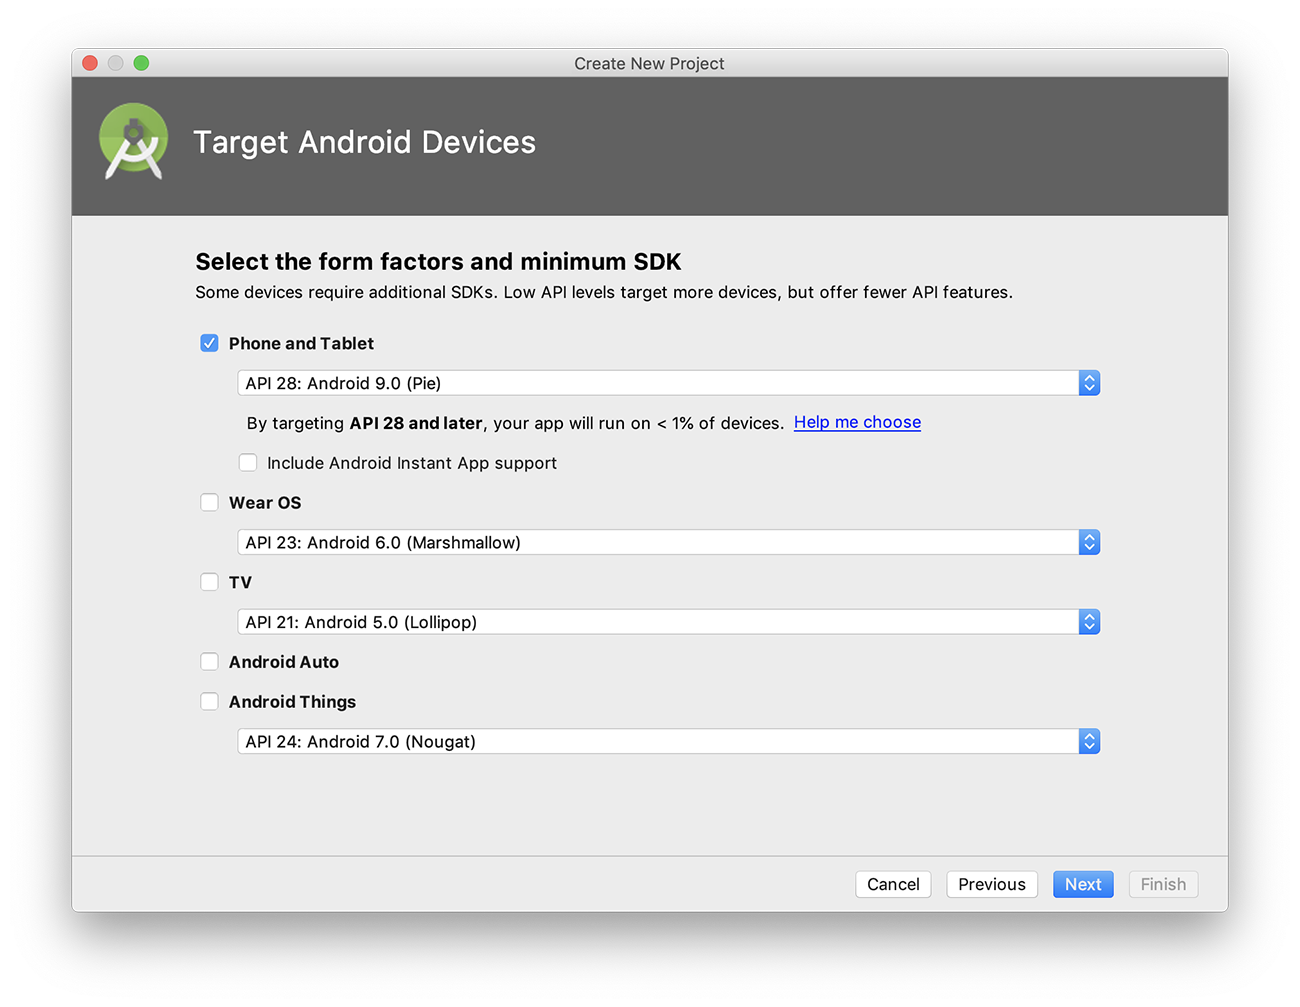 Create New Project
Target Android Devices
Select the form factors and minimum SDK
Some devices require additional SDKs. Low API levels target more devices, but offer fewer API features.
Phone and Tablet
API 28: Android 9.0 (Pie)
By targeting API 28 and later, your app will run on < 1% of devices. Help me choose
Include Android Instant App support
Wear OS
API 23: Android 6.0 (Marshmallow)
TV
API 21: Android 5.0 (Lollipop)
Android Auto
Android Things
API 24: Android 7.0 (Nougat)
Cancel Previous Next Finish